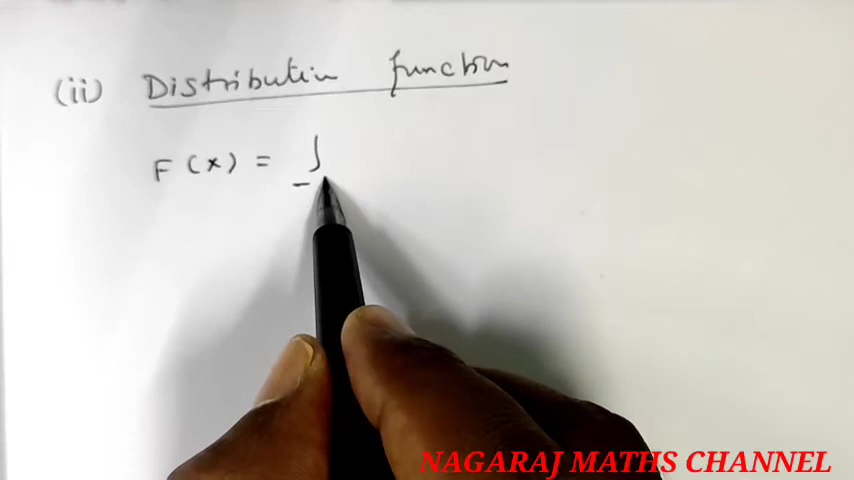 (ii) Distribution function
F(x) = ∫ -
NAGARAJ MATHS CHANNEL